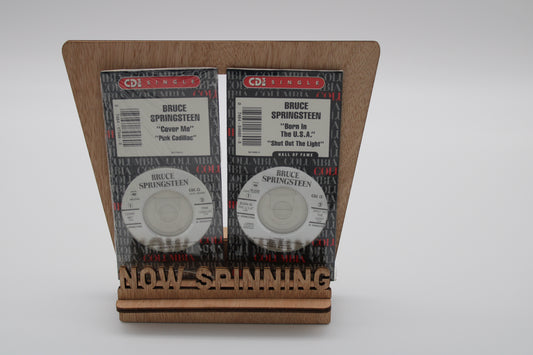 CD3 SINGLE
BRUCE
SPRINGSTEEN
"Cover Me"
"Pink Cadillac"
COLUMBIA
BRUCE
SPRINGSTEEN
CD3 SINGLE
BRUCE
SPRINGSTEEN
"Born In
The U.S.A."
"Shut Out The Light"
HALL OF FAME
COLUMBIA
BRUCE
SPRINGSTEEN
NOW SPINNING